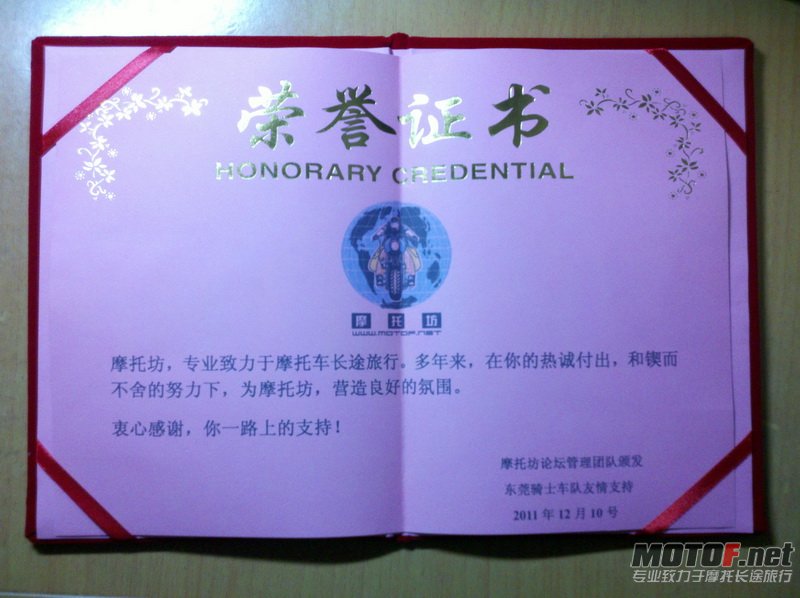 荣誉证书
HONORARY CREDENTIAL
摩托坊
WWW.MOTOF.NET
摩托坊，专业致力于摩托车长途旅行。多年来，在你的热诚付出，和锲而
不舍的努力下，为摩托坊，营造良好的氛围。
衷心感谢，你一路上的支持！
摩托坊论坛管理团队颁发
东莞骑士车队友情支持
2011 年 12 月 10 号
MOTOF.net
专业致力于摩托长途旅行